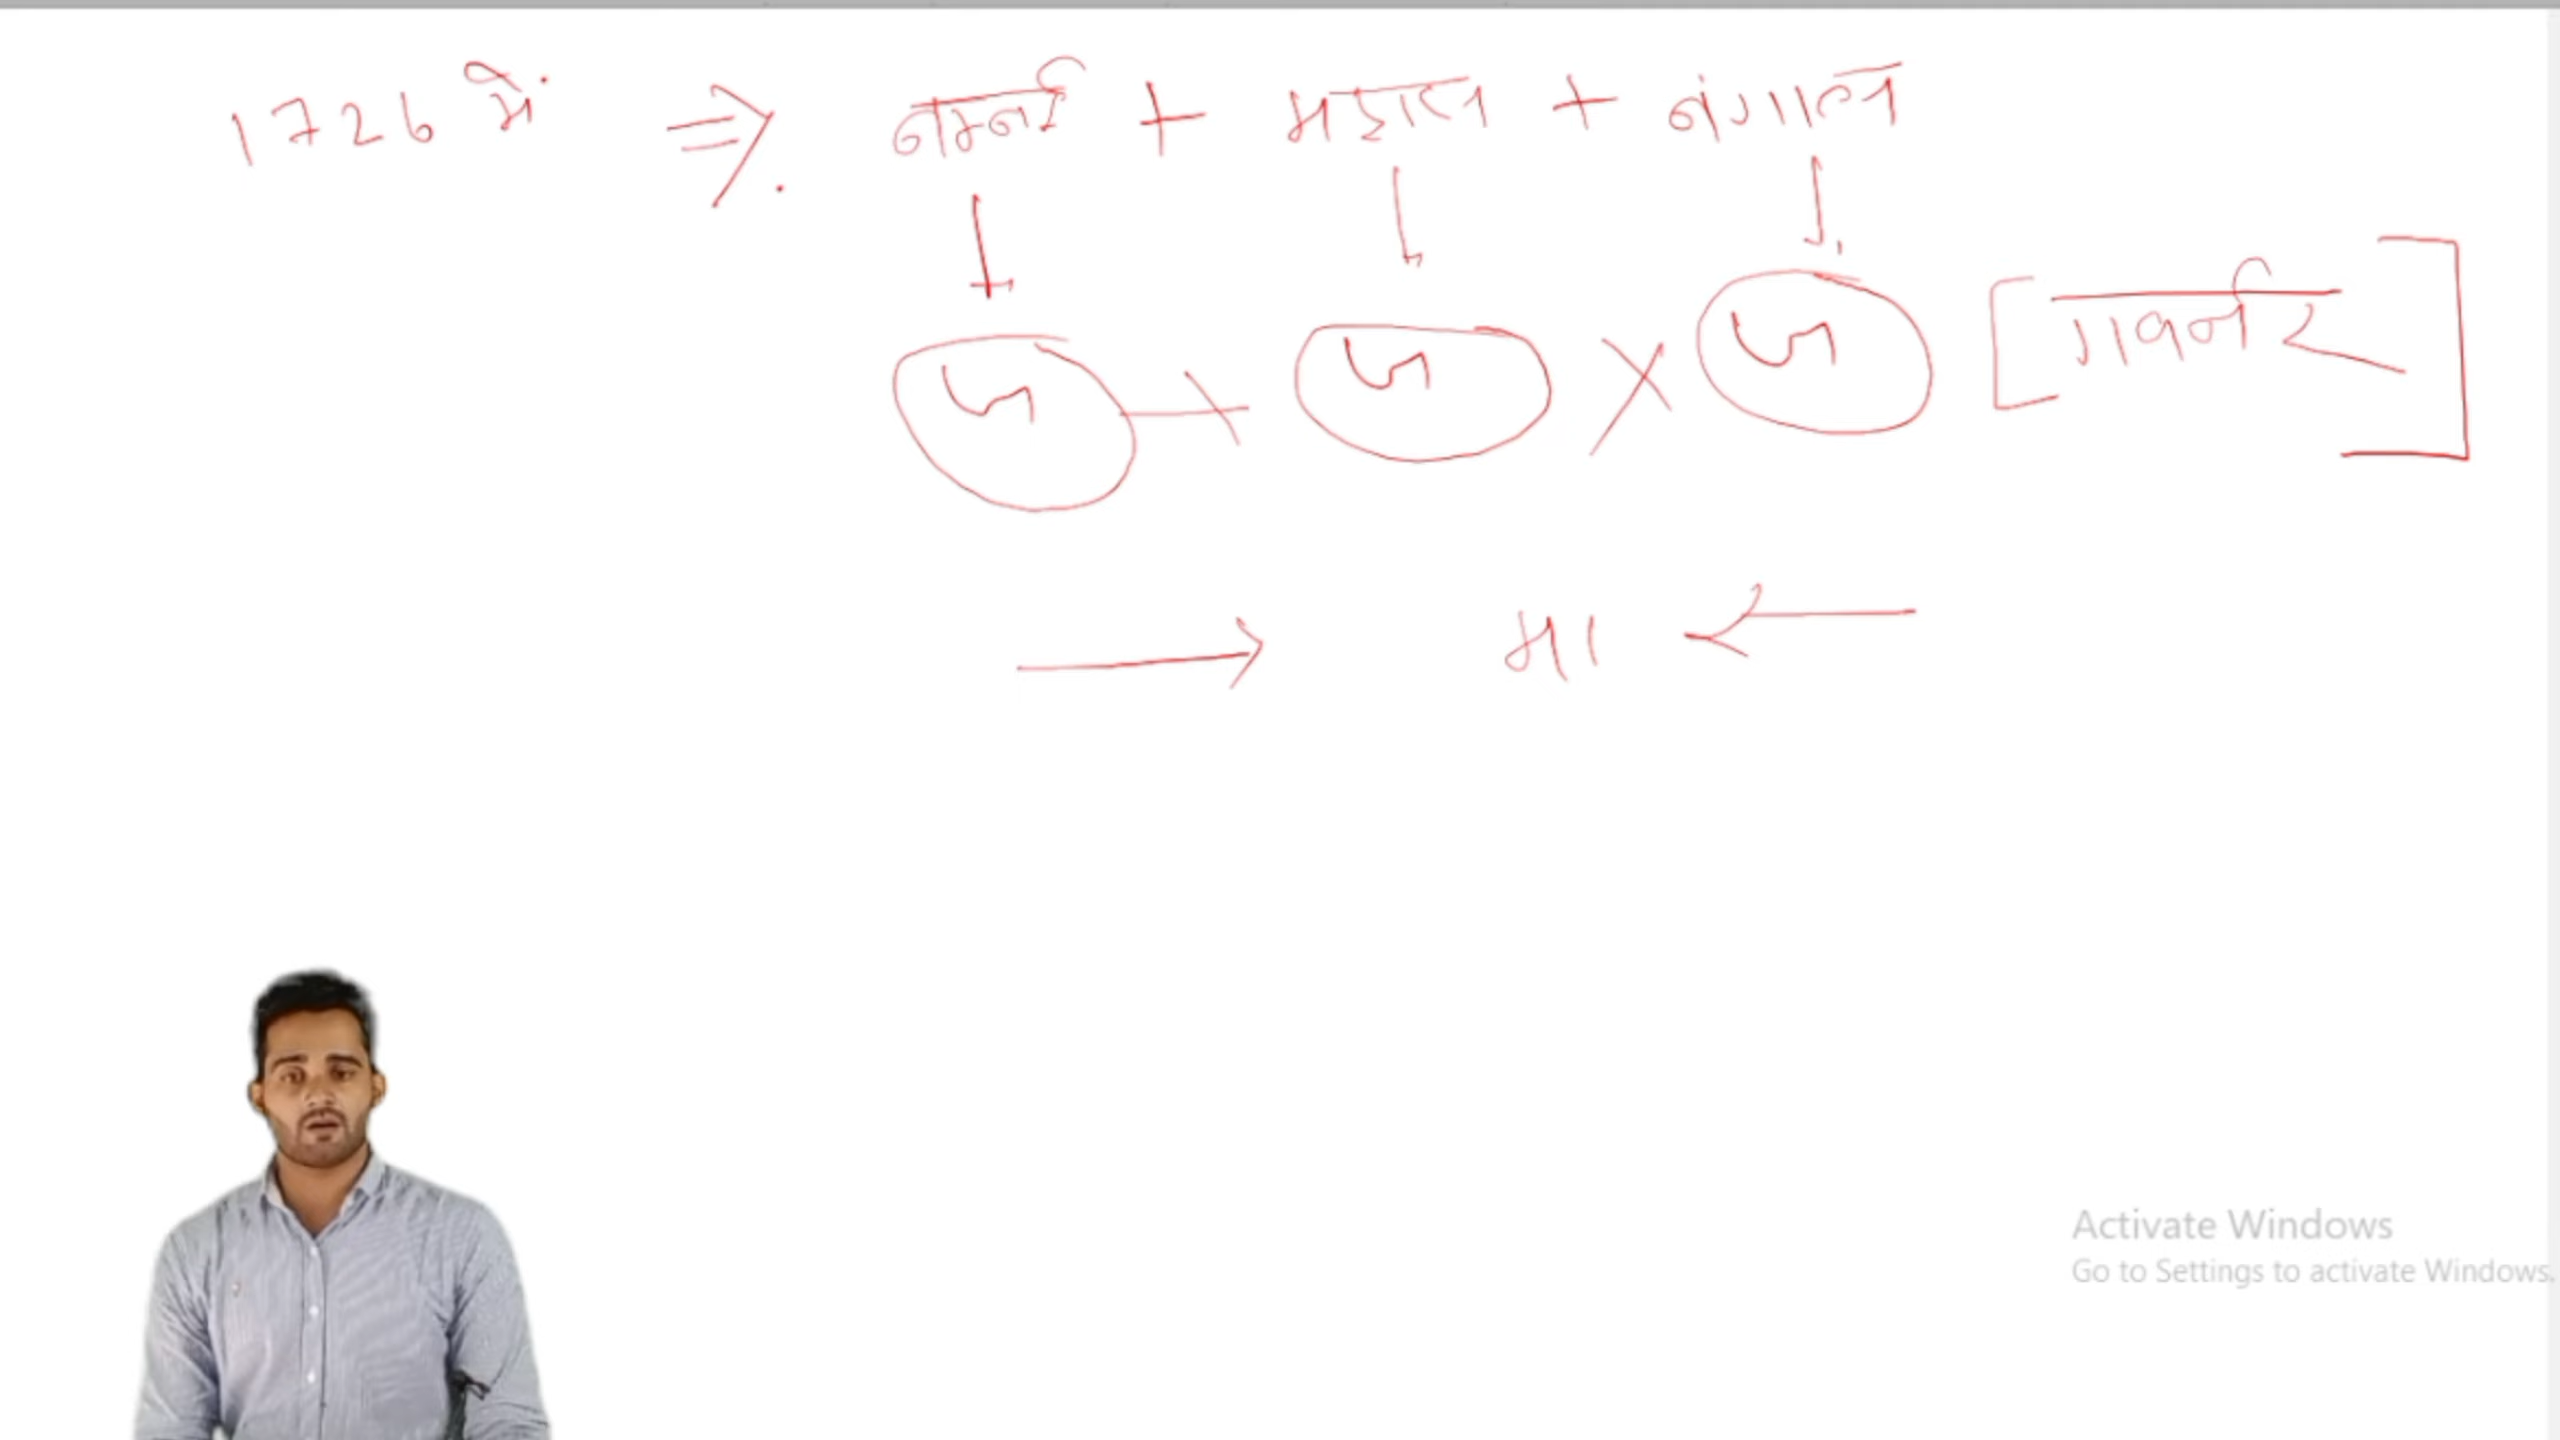 1726 में ⇒ बम्बई + मद्रास + बंगाल
[गवर्नर]
Activate Windows
Go to Settings to activate Windows.